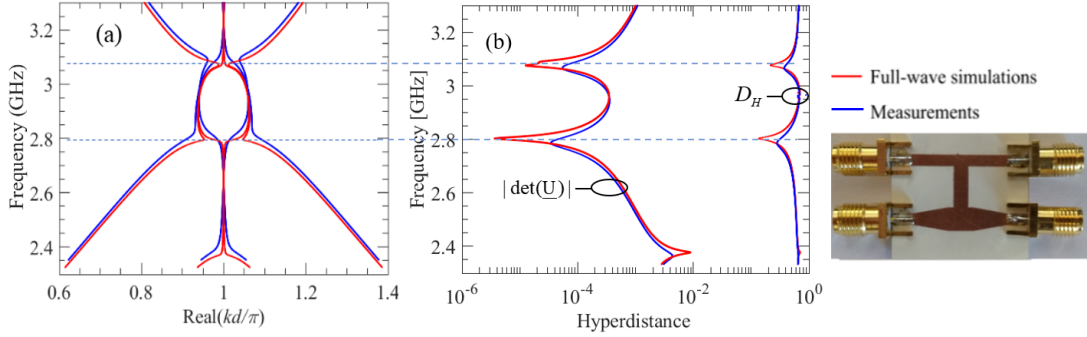 (a)
Frequency (GHz)
3.2
3
2.8
2.6
2.4
0.6 0.8 1 1.2 1.4
Real(kd/π)
(b)
Frequency [GHz]
3.2
3
2.8
2.6
2.4
D_H
|det(U)|
10^-6 10^-4 10^-2 10^0
Hyperdistance
Full-wave simulations
Measurements